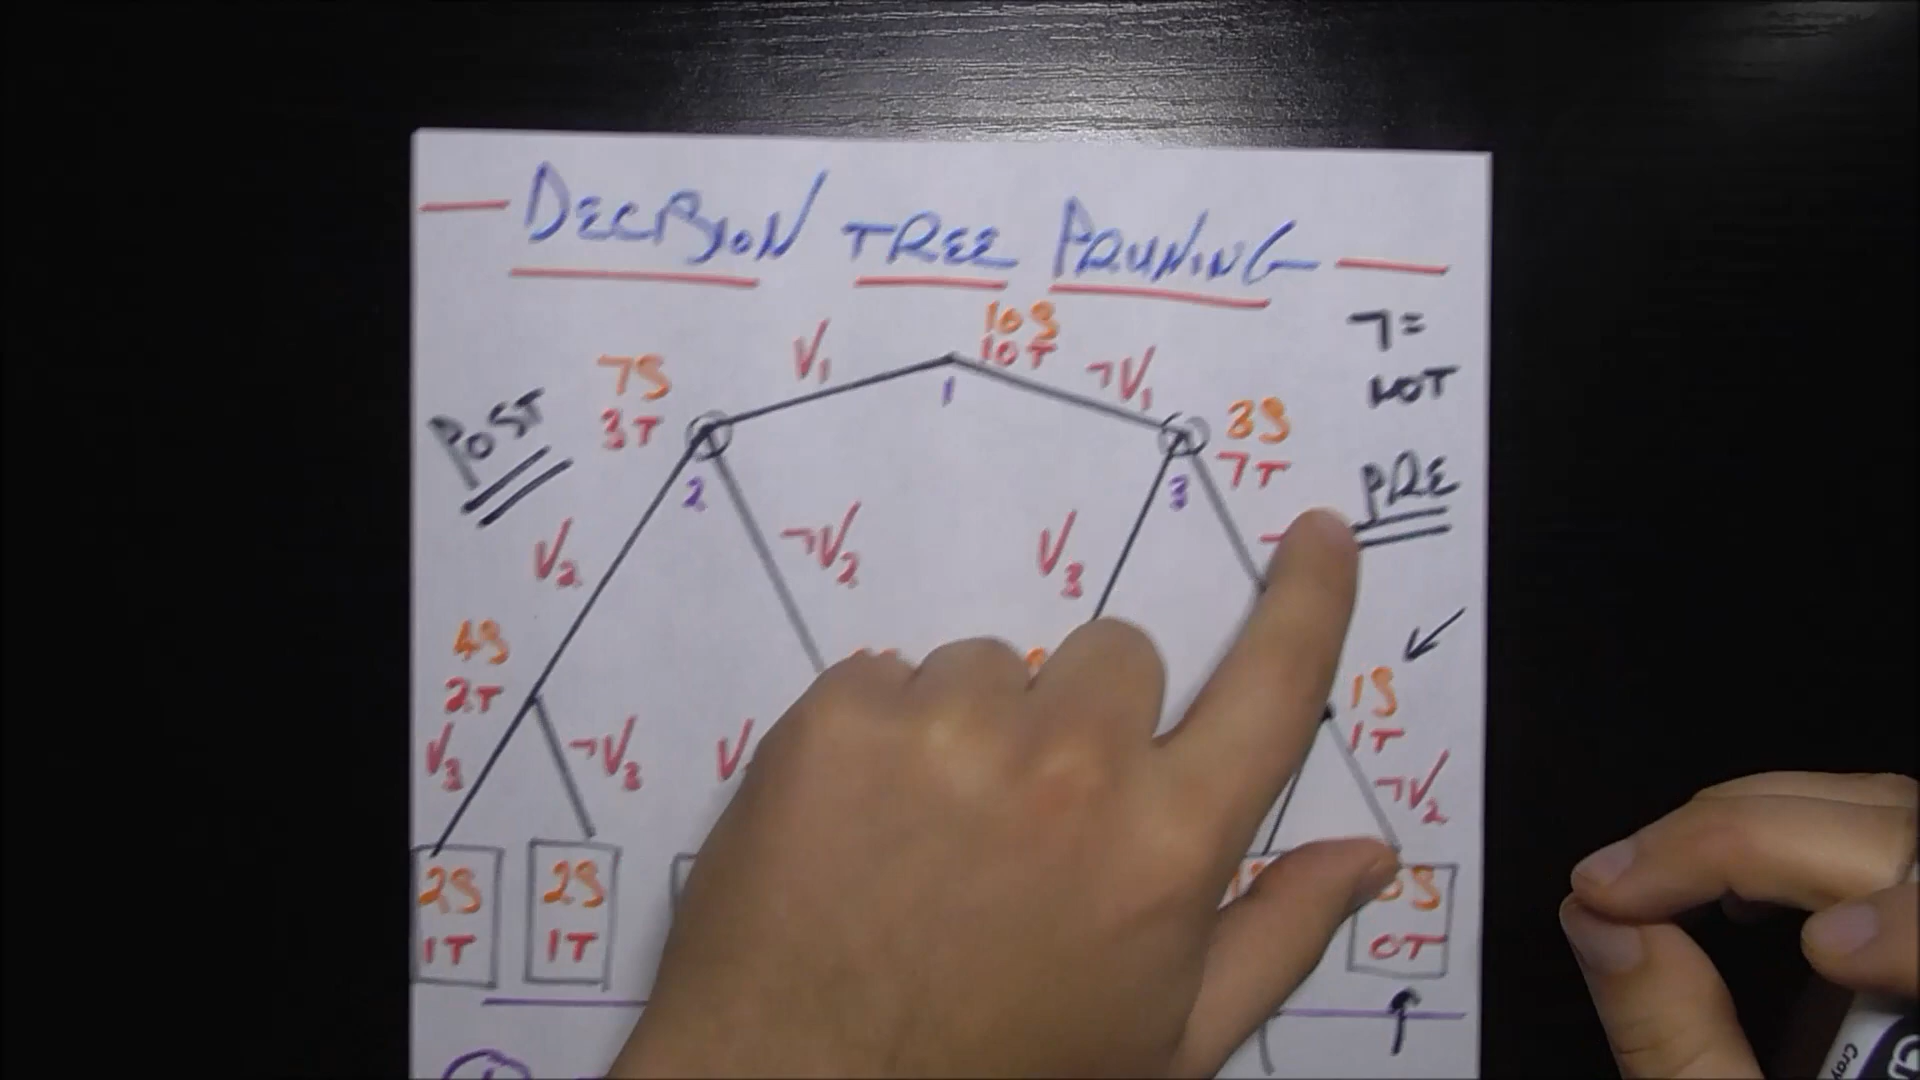 DECISION TREE PRUNING
10S
10T
¬=
NOT
V1
¬V1
1
7S
3T
3S
7T
POST
PRE
2
3
V2
¬V2
V3
4S
2T
1S
1T
V3
¬V3
¬V2
2S
1T
2S
1T
0T